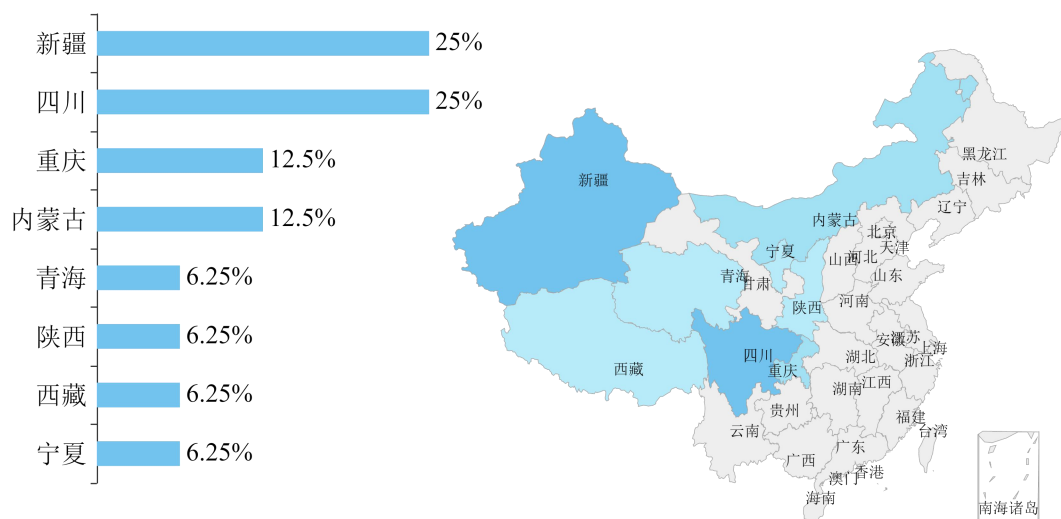 新疆
25%
四川
25%
重庆
12.5%
内蒙古
12.5%
青海
6.25%
陕西
6.25%
西藏
6.25%
宁夏
6.25%
黑龙江
吉林
辽宁
新疆
内蒙古
北京
天津
宁夏
山西
河北
山东
青海
甘肃
陕西
河南
安徽
江苏
上海
四川
湖北
浙江
西藏
重庆
湖南
江西
贵州
福建
云南
台湾
广东
广西
香港
澳门
海南
南海诸岛